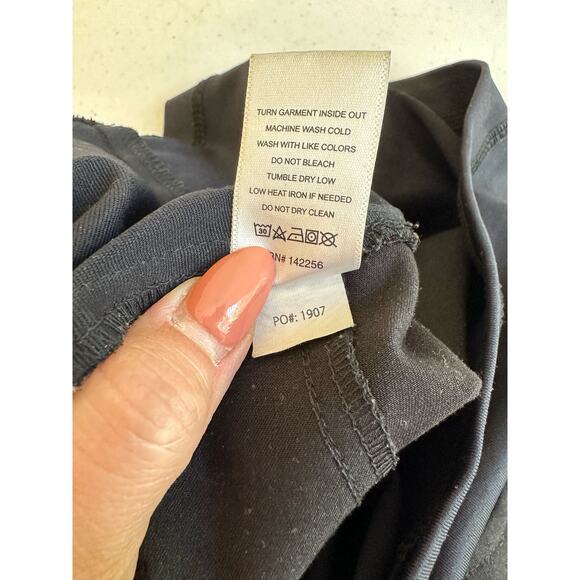 TURN GARMENT INSIDE OUT
MACHINE WASH COLD
WASH WITH LIKE COLORS
DO NOT BLEACH
TUMBLE DRY LOW
LOW HEAT IRON IF NEEDED
DO NOT DRY CLEAN
30
142256
PO#: 1907